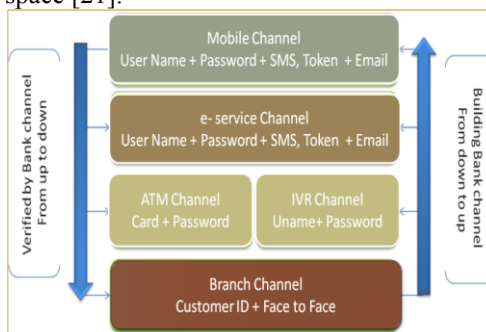 space [21].
Mobile Channel
User Name + Password + SMS, Token + Email
e- service Channel
User Name + Password + SMS, Token + Email
ATM Channel
Card + Password
IVR Channel
Uname+ Password
Branch Channel
Customer ID + Face to Face
Verified by Bank channel
From up to down
Building Bank channel
From down to up